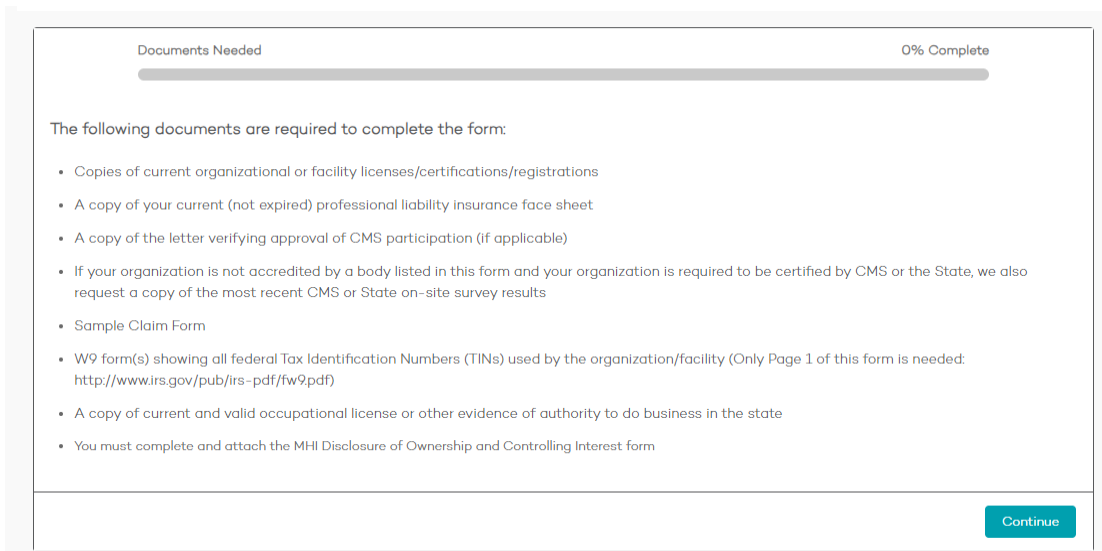 Documents Needed
0% Complete
The following documents are required to complete the form:
• Copies of current organizational or facility licenses/certifications/registrations
• A copy of your current (not expired) professional liability insurance face sheet
• A copy of the letter verifying approval of CMS participation (if applicable)
• If your organization is not accredited by a body listed in this form and your organization is required to be certified by CMS or the State, we also
request a copy of the most recent CMS or State on-site survey results
• Sample Claim Form
• W9 form(s) showing all federal Tax Identification Numbers (TINs) used by the organization/facility (Only Page 1 of this form is needed:
http://www.irs.gov/pub/irs-pdf/fw9.pdf)
• A copy of current and valid occupational license or other evidence of authority to do business in the state
• You must complete and attach the MHI Disclosure of Ownership and Controlling Interest form
Continue